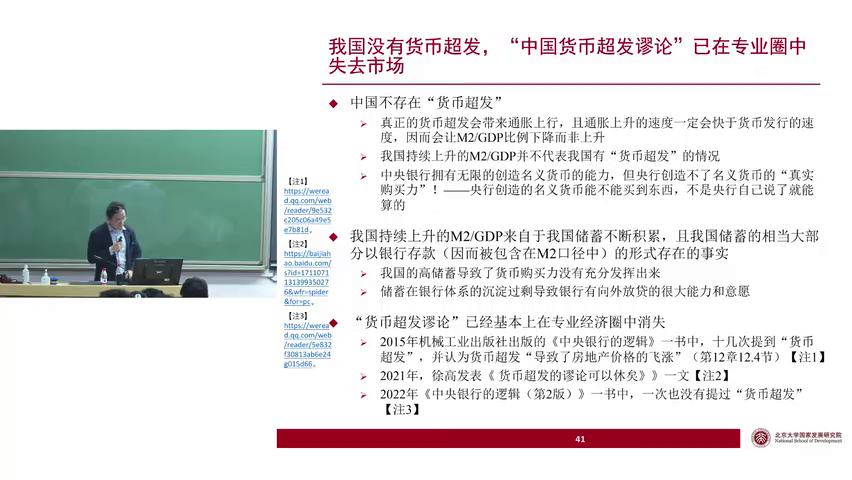 我国没有货币超发，“中国货币超发谬论”已在专业圈中
失去市场
◆ 中国不存在“货币超发”
➢ 真正的货币超发会带来通胀上行，且通胀上升的速度一定会快于货币发行的速
度，因而会让M2/GDP比例下降而非上升
➢ 我国持续上升的M2/GDP并不代表我国有“货币超发”的情况
➢ 中央银行拥有无限的创造名义货币的能力，但央行创造不了名义货币的“真实
购买力”！——央行创造的名义货币能不能买到东西，不是央行自己说了就能
算的
◆ 我国持续上升的M2/GDP来自于我国储蓄不断积累，且我国储蓄的相当大部
分以银行存款（因而被包含在M2口径中）的形式存在的事实
➢ 我国的高储蓄导致了货币购买力没有充分发挥出来
➢ 储蓄在银行体系的沉淀过剩导致银行有向外放贷的很大能力和意愿
◆ “货币超发谬论”已经基本上在专业经济圈中消失
➢ 2015年机械工业出版社出版的《中央银行的逻辑》一书中，十几次提到“货币
超发”，并认为货币超发“导致了房地产价格的飞涨”（第12章12.4节）【注1】
➢ 2021年，徐高发表《 货币超发的谬论可以休矣》》一文【注2】
➢ 2022年《中央银行的逻辑（第2版）》一书中，一次也没有提过“货币超发”
【注3】
【注1】
https://werea
d.qq.com/web
/reader/9e532
c205c06a49e5
e7b81d。
【注2】
https://baijiah
ao.baidu.com/
s?id=1711071
13139935027
6&wfr=spider
&for=pc。
【注3】
https://werea
d.qq.com/web
/reader/5e832
f30813ab6e24
g015d66。
41
北京大学国家发展研究院
National School of Development